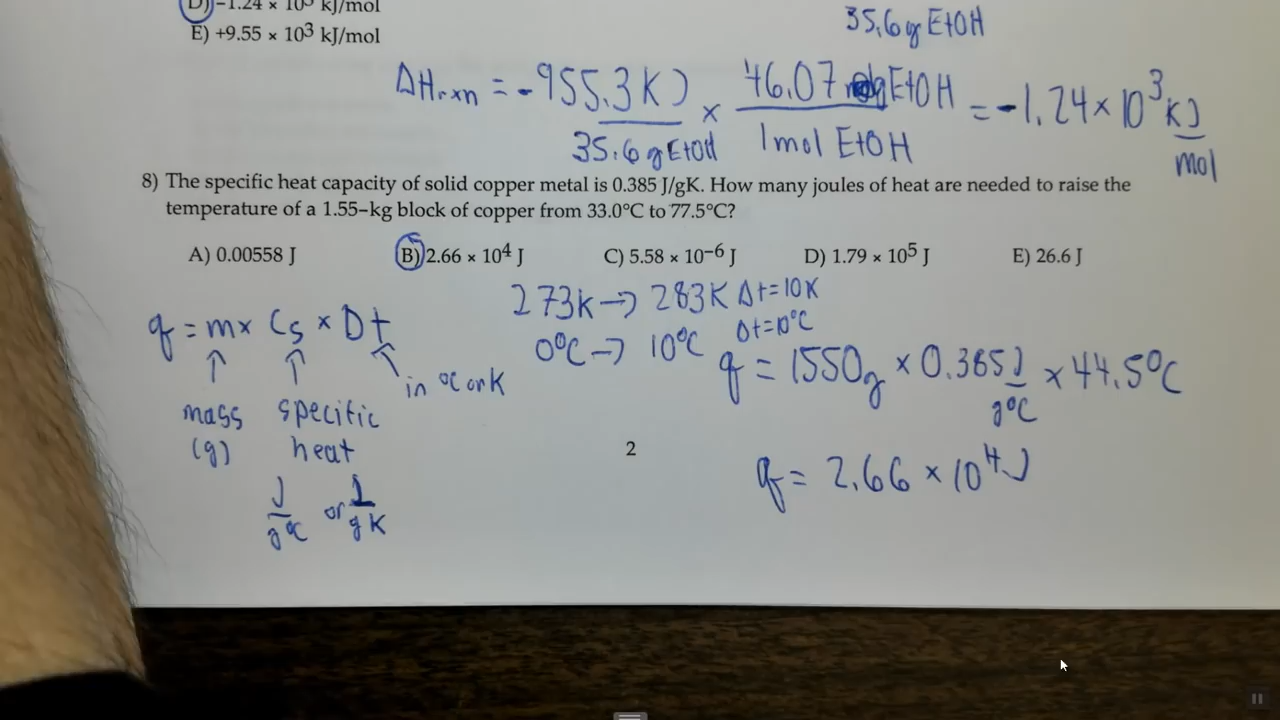 D) -1.24 × 10³ kJ/mol
E) +9.55 × 10³ kJ/mol
35.6g EtOH
ΔHrxn = -955.3KJ / 35.6g EtOH × 46.07 g EtOH / 1mol EtOH = -1.24 × 10³ KJ / mol
8) The specific heat capacity of solid copper metal is 0.385 J/gK. How many joules of heat are needed to raise the
temperature of a 1.55-kg block of copper from 33.0°C to 77.5°C?
A) 0.00558 J B) 2.66 × 10⁴ J C) 5.58 × 10⁻⁶ J D) 1.79 × 10⁵ J E) 26.6 J
273K → 283K Δt=10K
0°C → 10°C Δt=10°C
q = m × Cs × Dt
in °C or K
mass specific
(g) heat
J/g°C or J/gK
q = 1550g × 0.385 J/g°C × 44.5°C
q = 2.66 × 10⁴ J
2